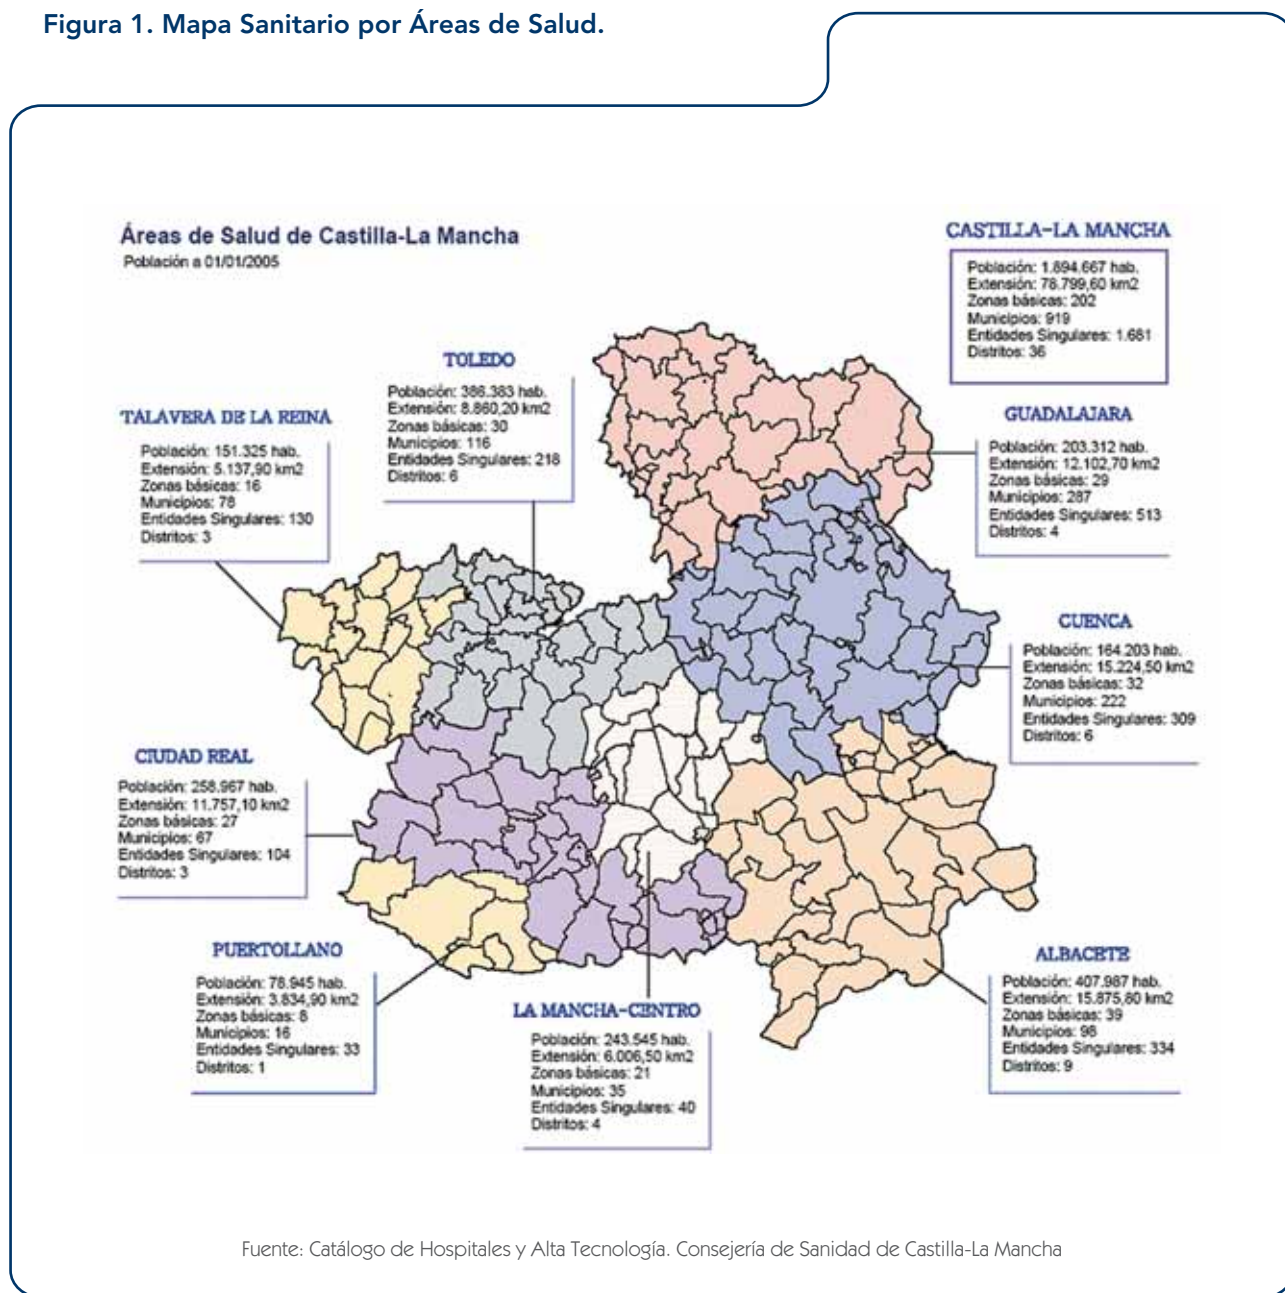 Figura 1. Mapa Sanitario por Áreas de Salud.
Áreas de Salud de Castilla-La Mancha
Población a 01/01/2005
CASTILLA-LA MANCHA
Población: 1.894.667 hab.
Extensión: 78.799,60 km2
Zonas básicas: 202
Municipios: 919
Entidades Singulares: 1.681
Distritos: 36
TOLEDO
Población: 386.383 hab.
Extensión: 8.860,20 km2
Zonas básicas: 30
Municipios: 116
Entidades Singulares: 218
Distritos: 6
TALAVERA DE LA REINA
Población: 151.325 hab.
Extensión: 5.137,90 km2
Zonas básicas: 16
Municipios: 78
Entidades Singulares: 130
Distritos: 3
GUADALAJARA
Población: 203.312 hab.
Extensión: 12.102,70 km2
Zonas básicas: 29
Municipios: 287
Entidades Singulares: 513
Distritos: 4
CUENCA
Población: 164.203 hab.
Extensión: 15.224,50 km2
Zonas básicas: 32
Municipios: 222
Entidades Singulares: 309
Distritos: 6
CIUDAD REAL
Población: 258.967 hab.
Extensión: 11.757,10 km2
Zonas básicas: 27
Municipios: 67
Entidades Singulares: 104
Distritos: 3
PUERTOLLANO
Población: 78.945 hab.
Extensión: 3.834,90 km2
Zonas básicas: 8
Municipios: 16
Entidades Singulares: 33
Distritos: 1
LA MANCHA-CENTRO
Población: 243.545 hab.
Extensión: 6.006,50 km2
Zonas básicas: 21
Municipios: 35
Entidades Singulares: 40
Distritos: 4
ALBACETE
Población: 407.987 hab.
Extensión: 15.875,80 km2
Zonas básicas: 39
Municipios: 98
Entidades Singulares: 334
Distritos: 9
Fuente: Catálogo de Hospitales y Alta Tecnología. Consejería de Sanidad de Castilla-La Mancha